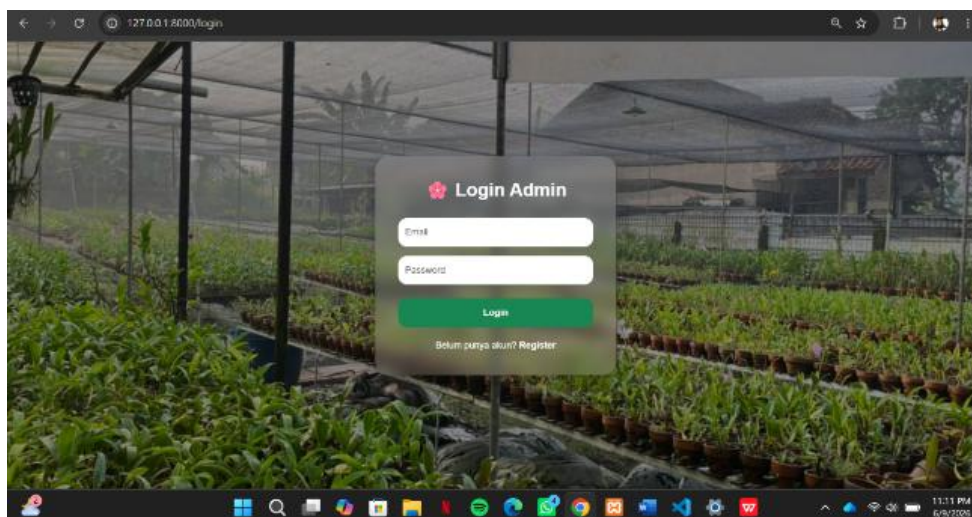 127.0.0.1:8000/login
Login Admin
Email
Password
Login
Belum punya akun? Register
11:11 PM
6/9/2026